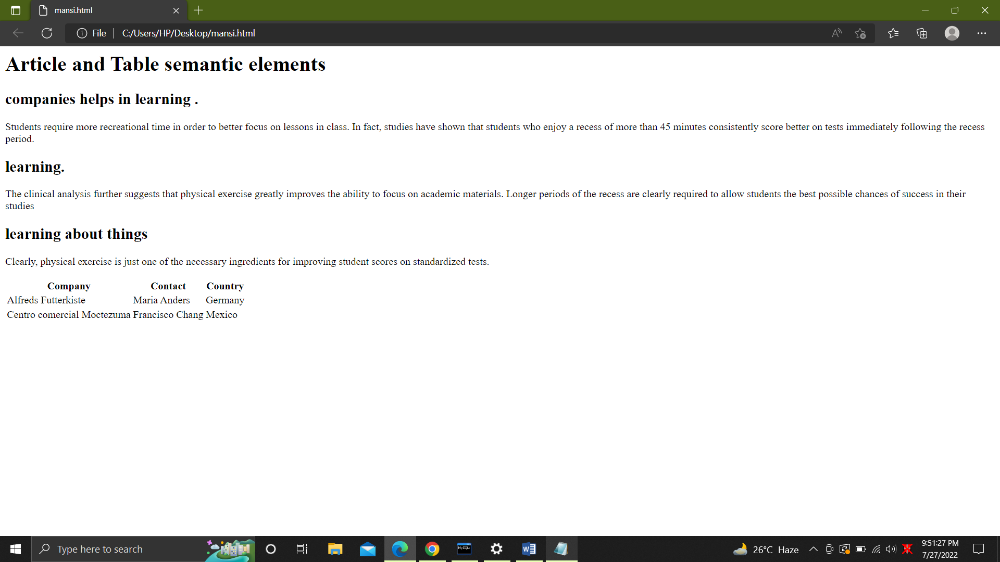 mansi.html
File | C:/Users/HP/Desktop/mansi.html
Article and Table semantic elements
companies helps in learning .
Students require more recreational time in order to better focus on lessons in class. In fact, studies have shown that students who enjoy a recess of more than 45 minutes consistently score better on tests immediately following the recess
period.
learning.
The clinical analysis further suggests that physical exercise greatly improves the ability to focus on academic materials. Longer periods of the recess are clearly required to allow students the best possible chances of success in their
studies
learning about things
Clearly, physical exercise is just one of the necessary ingredients for improving student scores on standardized tests.
Company Contact Country
Alfreds Futterkiste Maria Anders Germany
Centro comercial Moctezuma Francisco Chang Mexico
Type here to search
MySQL
26°C Haze
9:51:27 PM
7/27/2022